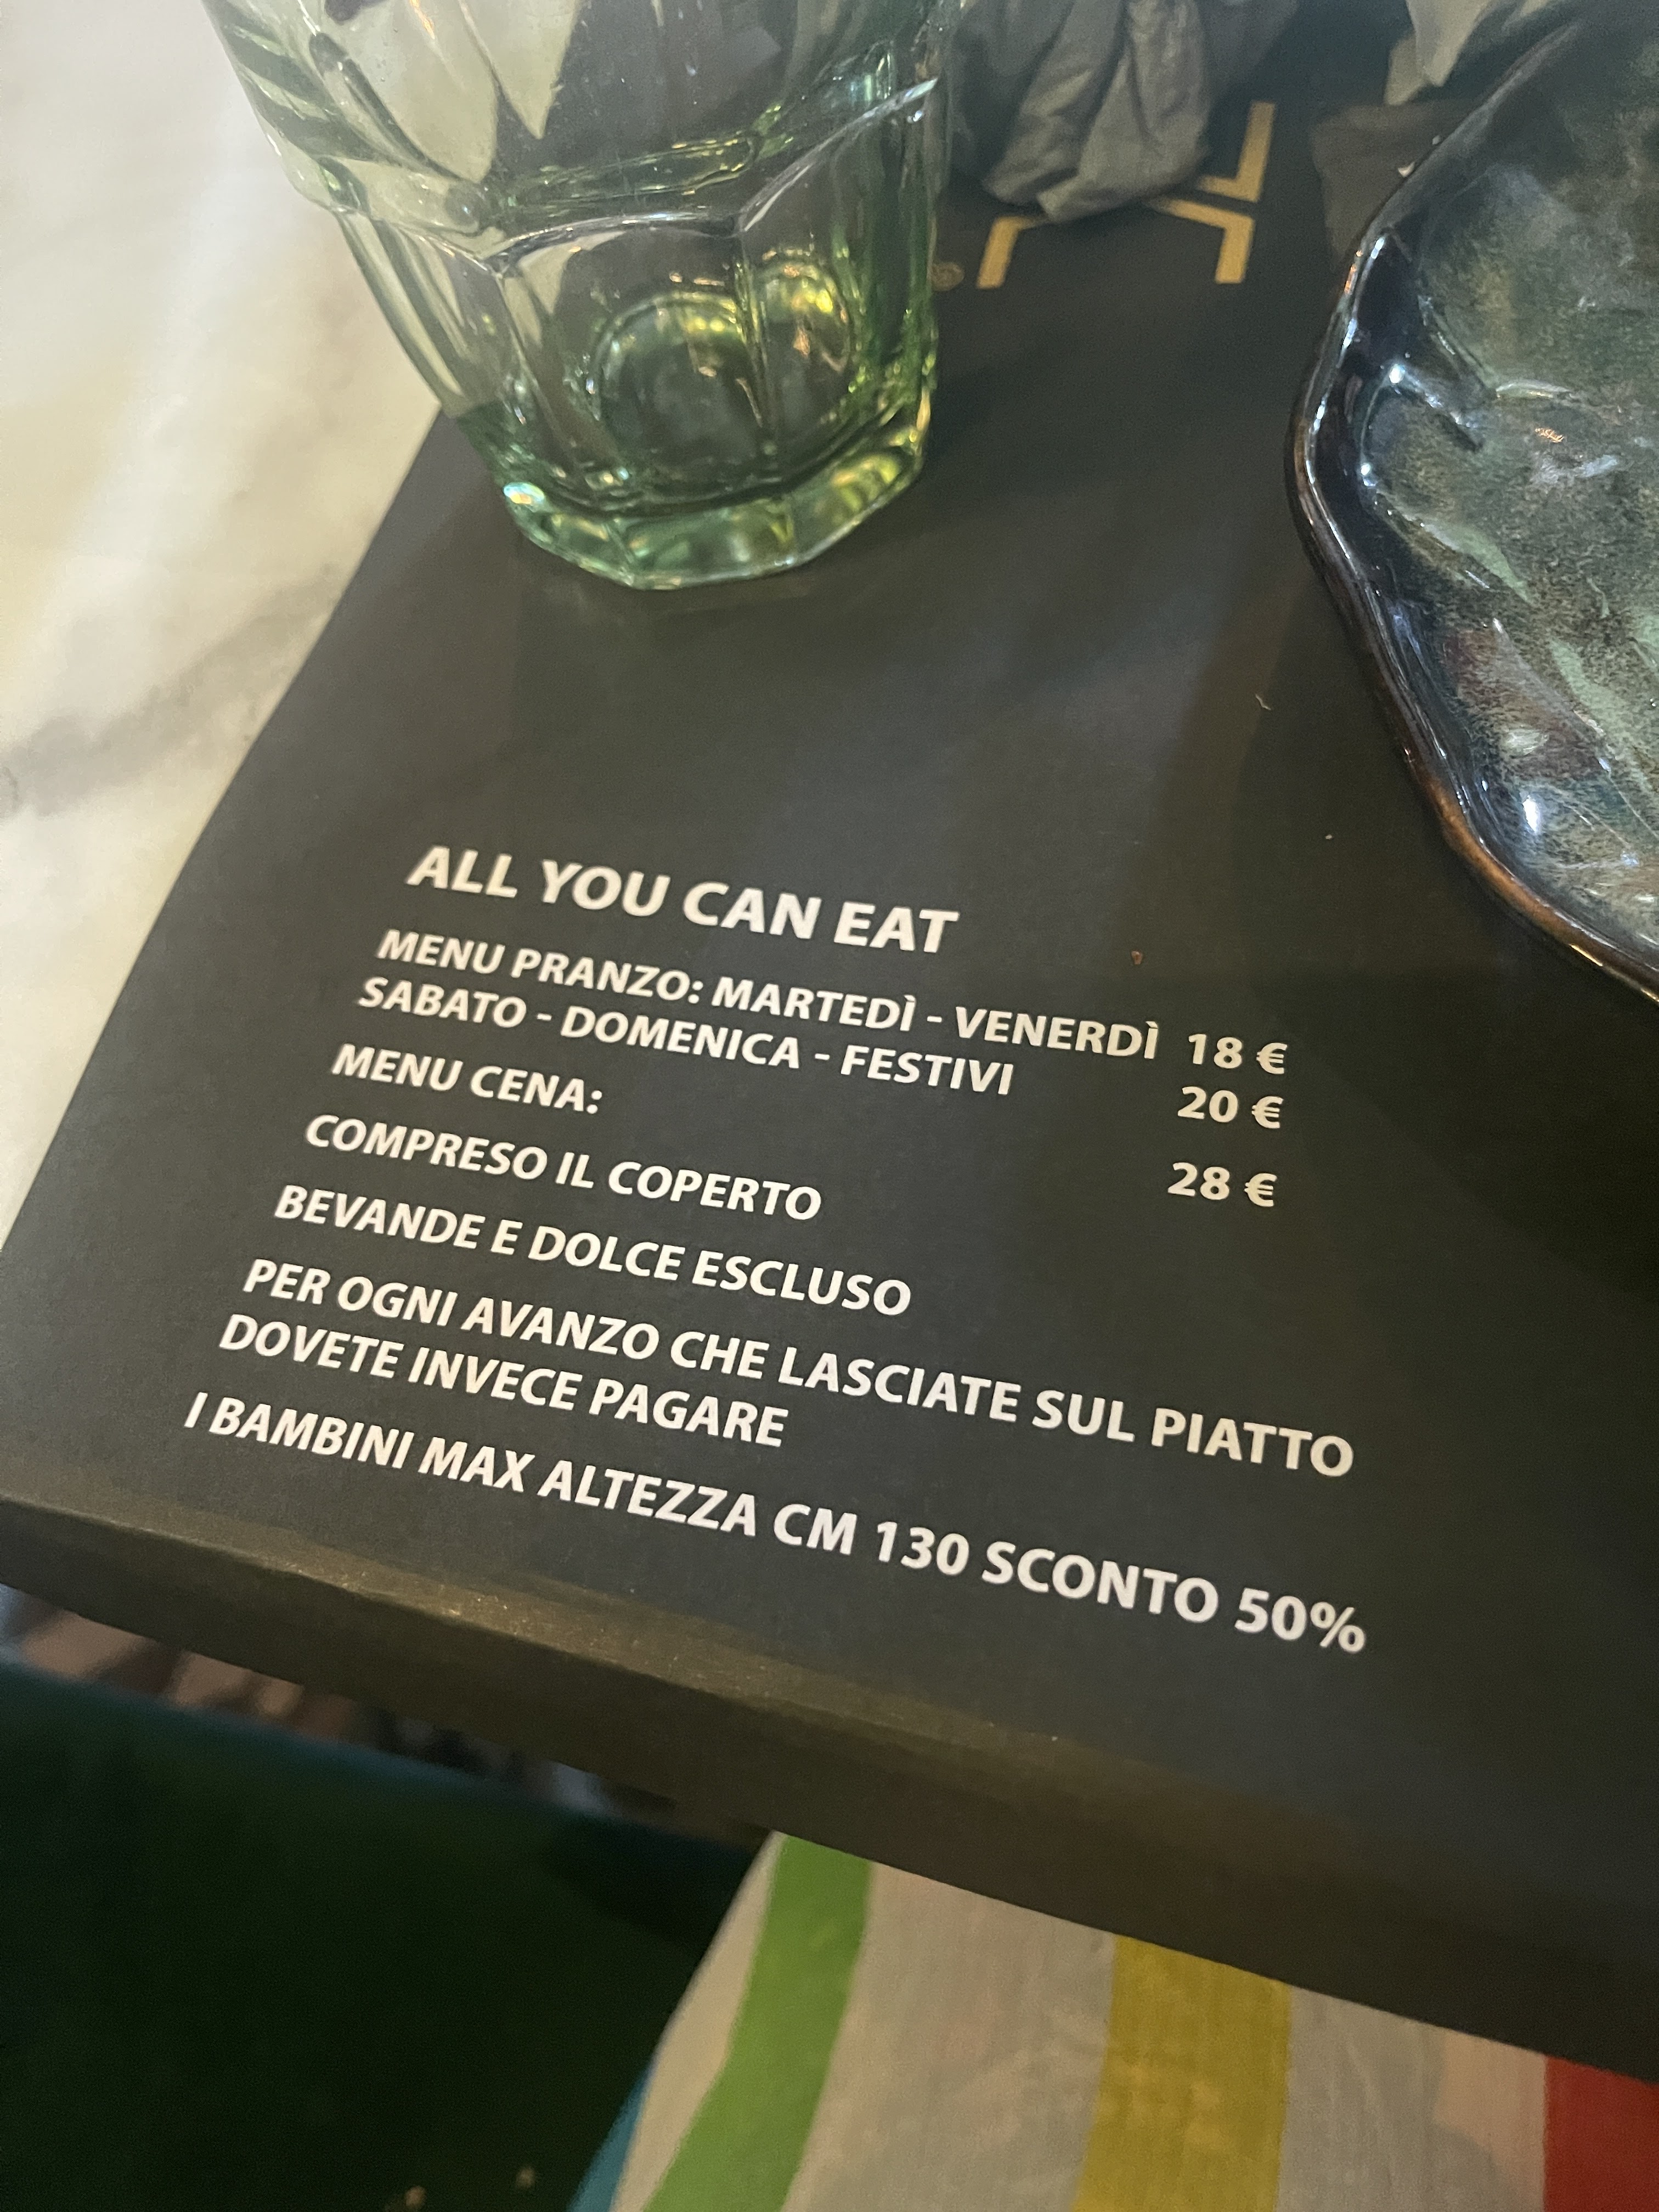 ALL YOU CAN EAT
MENU PRANZO: MARTEDÌ - VENERDÌ 18 €
SABATO - DOMENICA - FESTIVI 20 €
MENU CENA: 28 €
COMPRESO IL COPERTO
BEVANDE E DOLCE ESCLUSO
PER OGNI AVANZO CHE LASCIATE SUL PIATTO
DOVETE INVECE PAGARE
I BAMBINI MAX ALTEZZA CM 130 SCONTO 50%